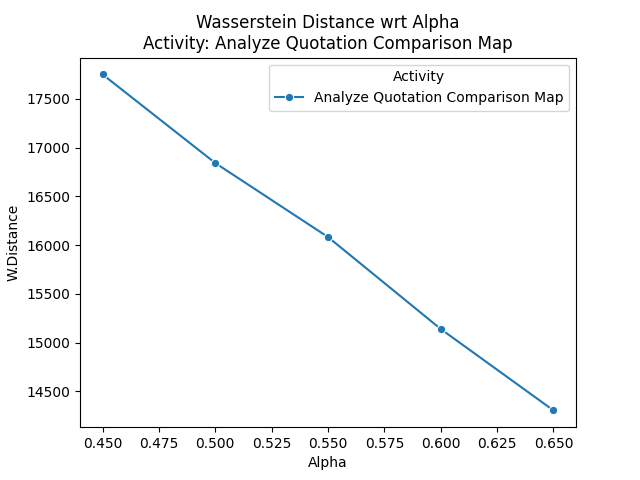 Wasserstein Distance wrt Alpha
Activity: Analyze Quotation Comparison Map
Activity
Analyze Quotation Comparison Map
W.Distance
17500
17000
16500
16000
15500
15000
14500
0.450 0.475 0.500 0.525 0.550 0.575 0.600 0.625 0.650
Alpha